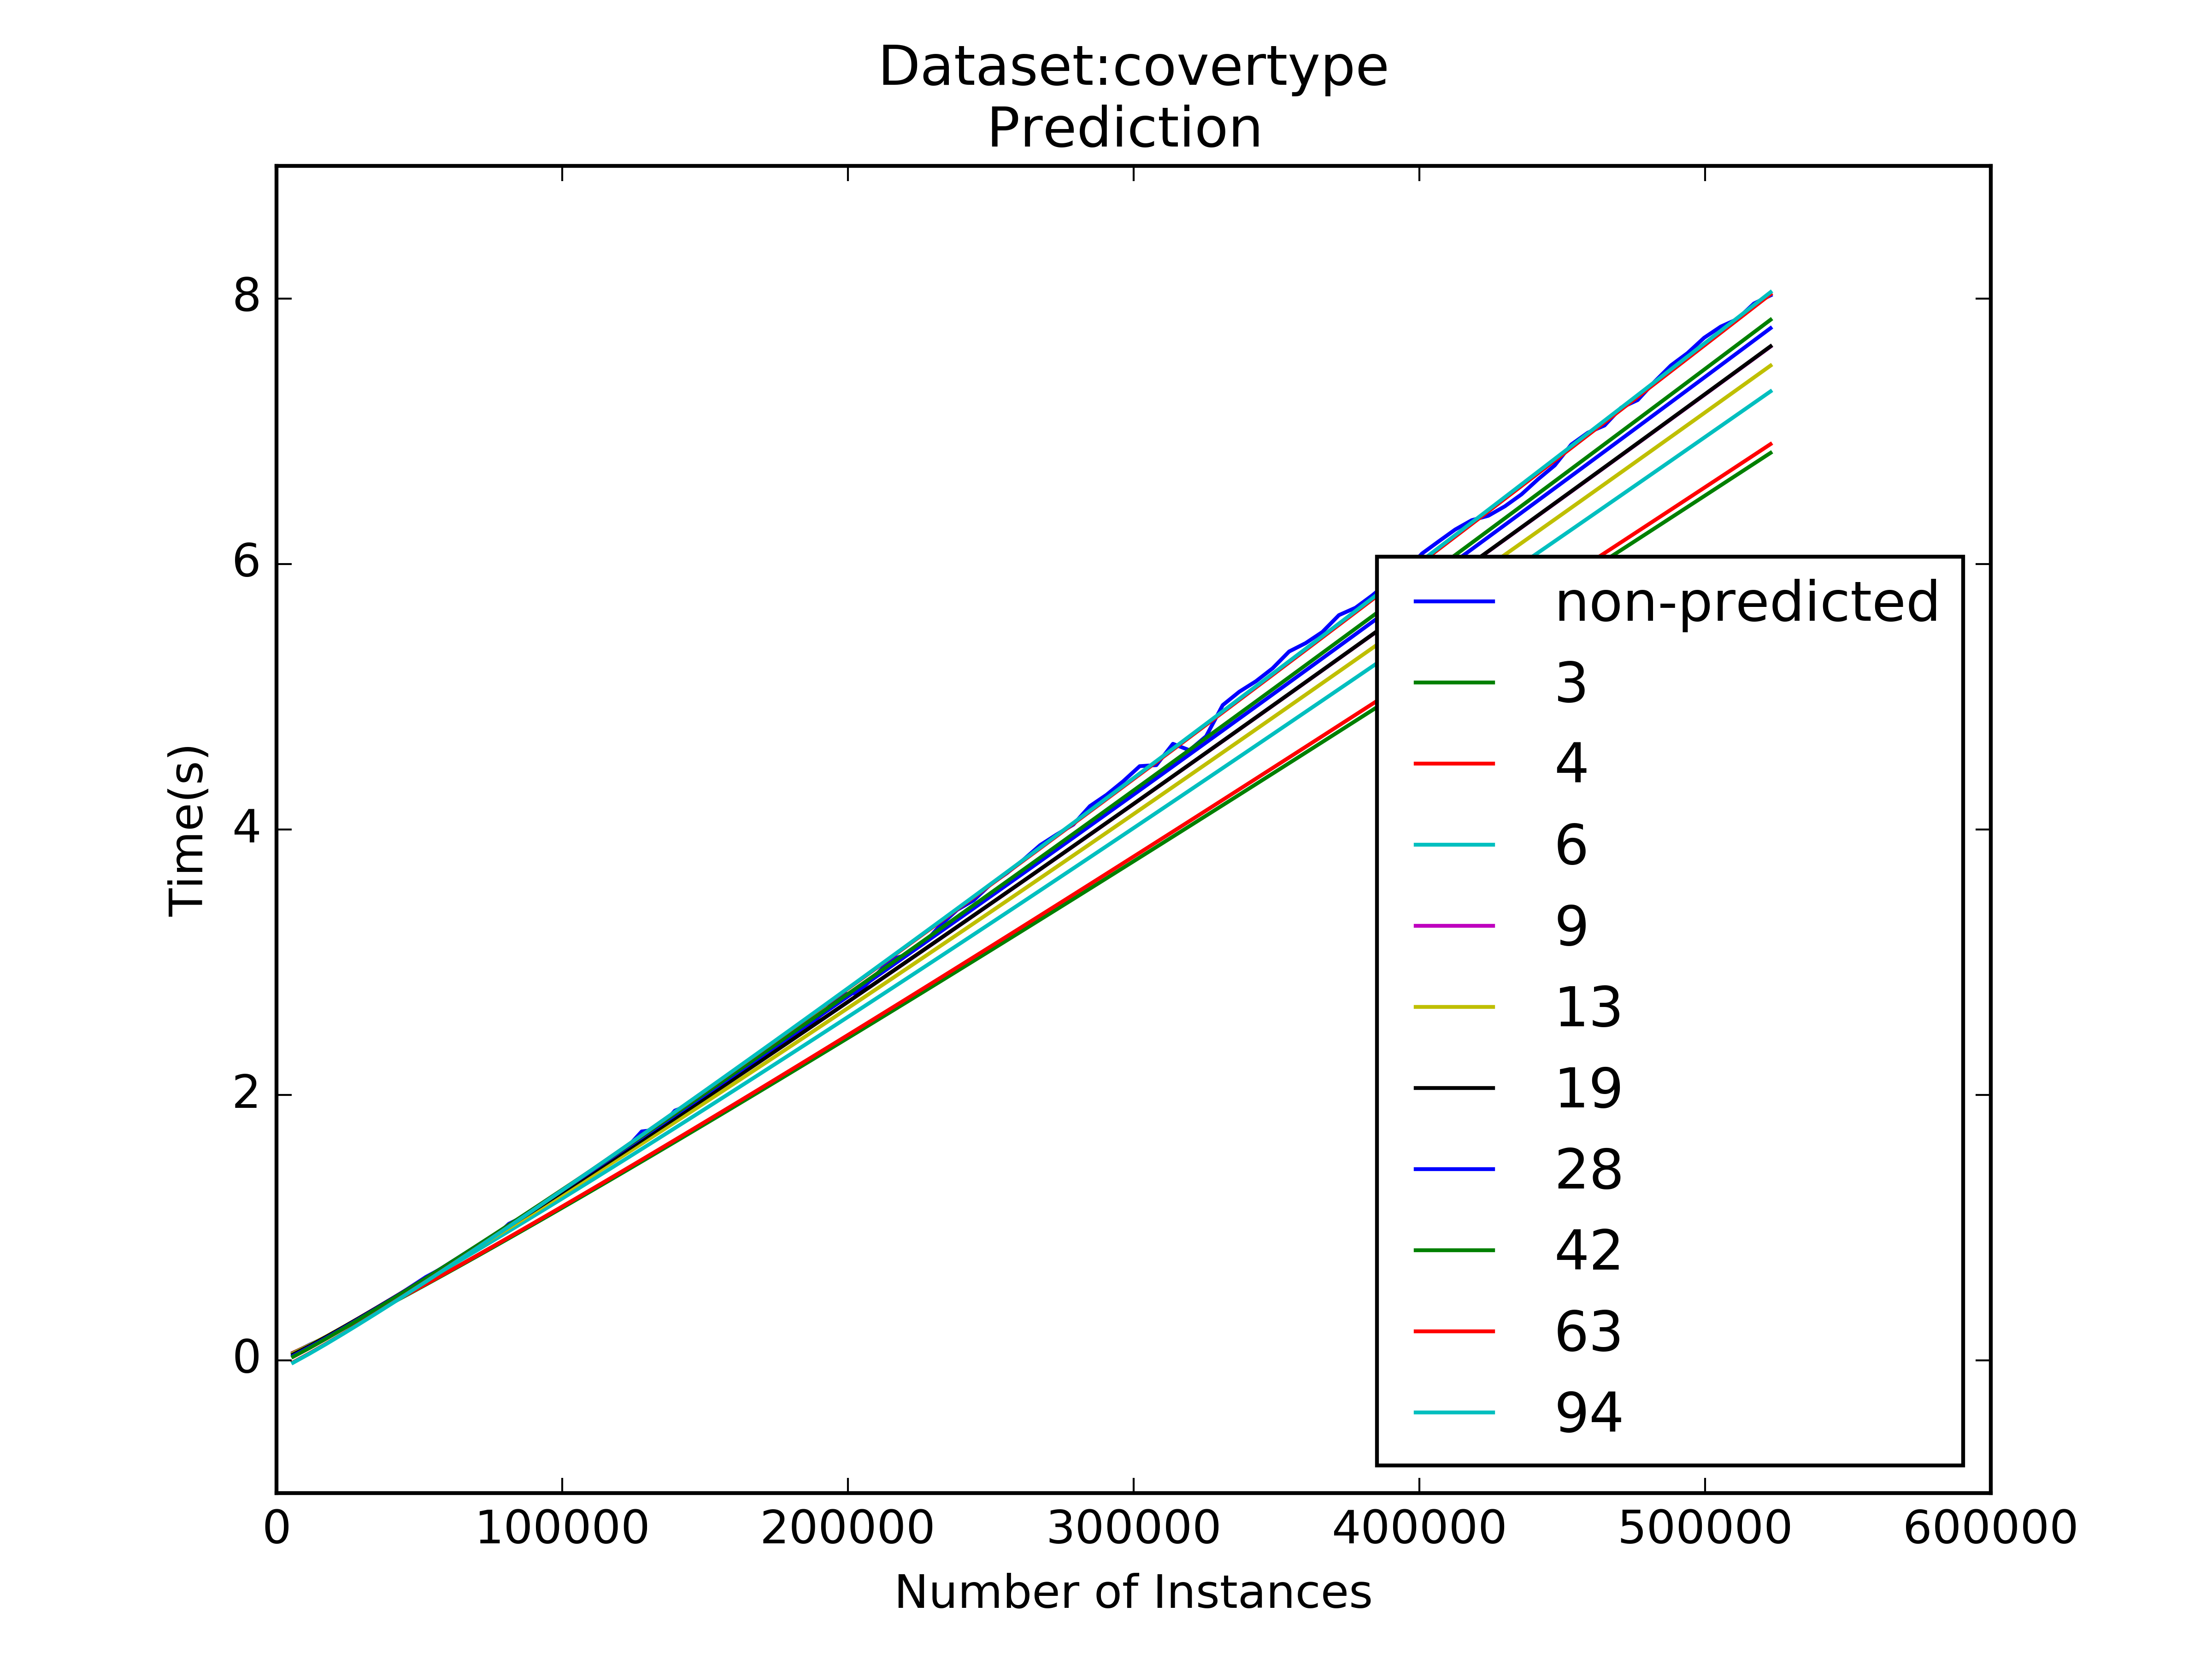 Dataset:covertype
Prediction
8
6
4
2
0
Time(s)
non-predicted
3
4
6
9
13
19
28
42
63
94
0 100000 200000 300000 400000 500000 600000
Number of Instances